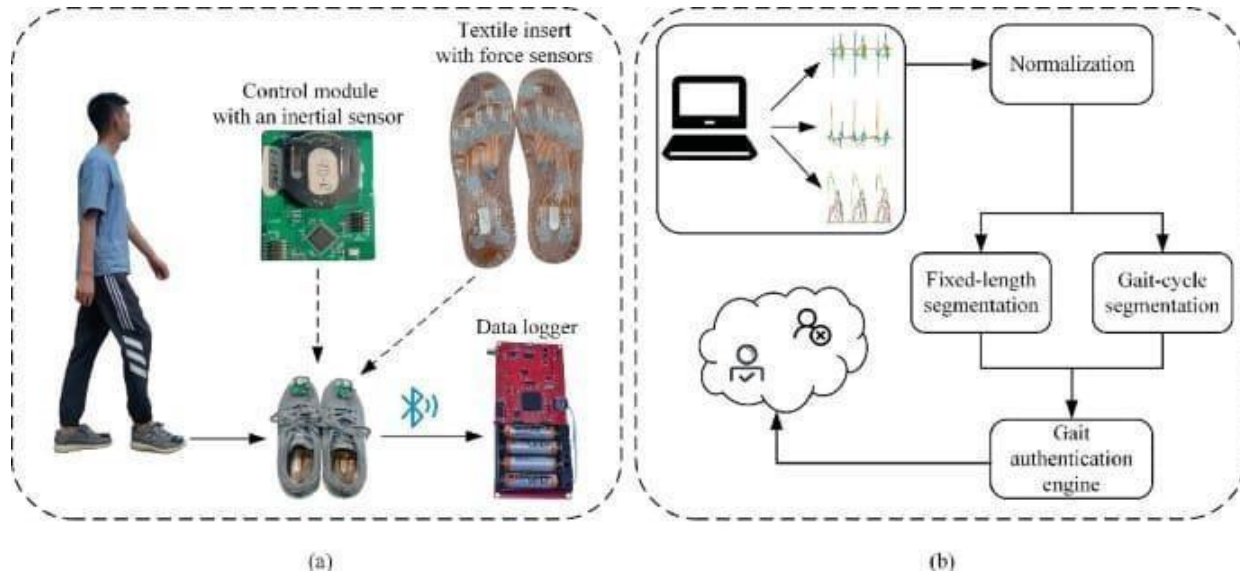 Textile insert
with force sensors
Control module
with an inertial sensor
Data logger
(a)
Normalization
Fixed-length
segmentation
Gait-cycle
segmentation
Gait
authentication
engine
(b)